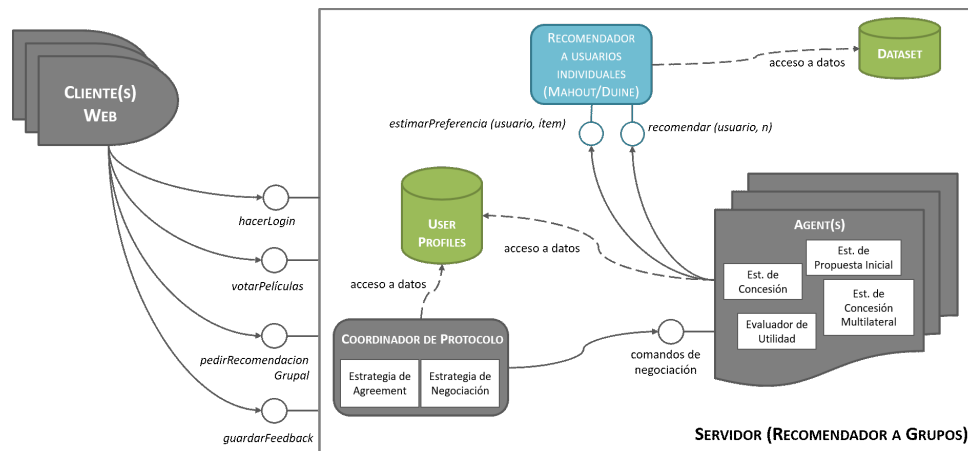 CLIENTE(S)
WEB
hacerLogin
votarPelículas
pedirRecomendacion
Grupal
guardarFeedback
RECOMENDADOR
A USUARIOS
INDIVIDUALES
(MAHOUT/DUINE)
acceso a datos
DATASET
estimarPreferencia (usuario, ítem)
recomendar (usuario, n)
USER
PROFILES
acceso a datos
acceso a datos
COORDINADOR DE PROTOCOLO
Estrategia de
Agreement
Estrategia de
Negociación
comandos de
negociación
AGENT(S)
Est. de
Propuesta Inicial
Est. de
Concesión
Est. de
Concesión
Multilateral
Evaluador de
Utilidad
SERVIDOR (RECOMENDADOR A GRUPOS)